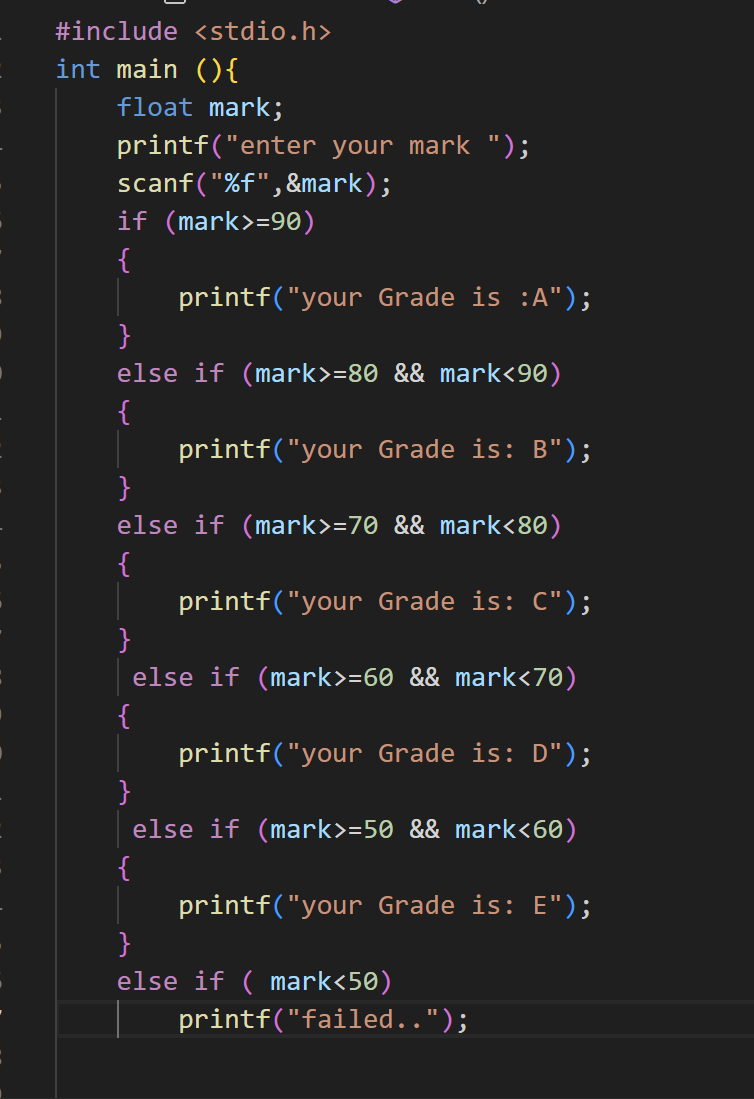 #include <stdio.h>
int main (){
    float mark;
    printf("enter your mark ");
    scanf("%f",&mark);
    if (mark>=90)
    {
        printf("your Grade is :A");
    }
    else if (mark>=80 && mark<90)
    {
        printf("your Grade is: B");
    }
    else if (mark>=70 && mark<80)
    {
        printf("your Grade is: C");
    }
     else if (mark>=60 && mark<70)
    {
        printf("your Grade is: D");
    }
     else if (mark>=50 && mark<60)
    {
        printf("your Grade is: E");
    }
    else if ( mark<50)
        printf("failed..");